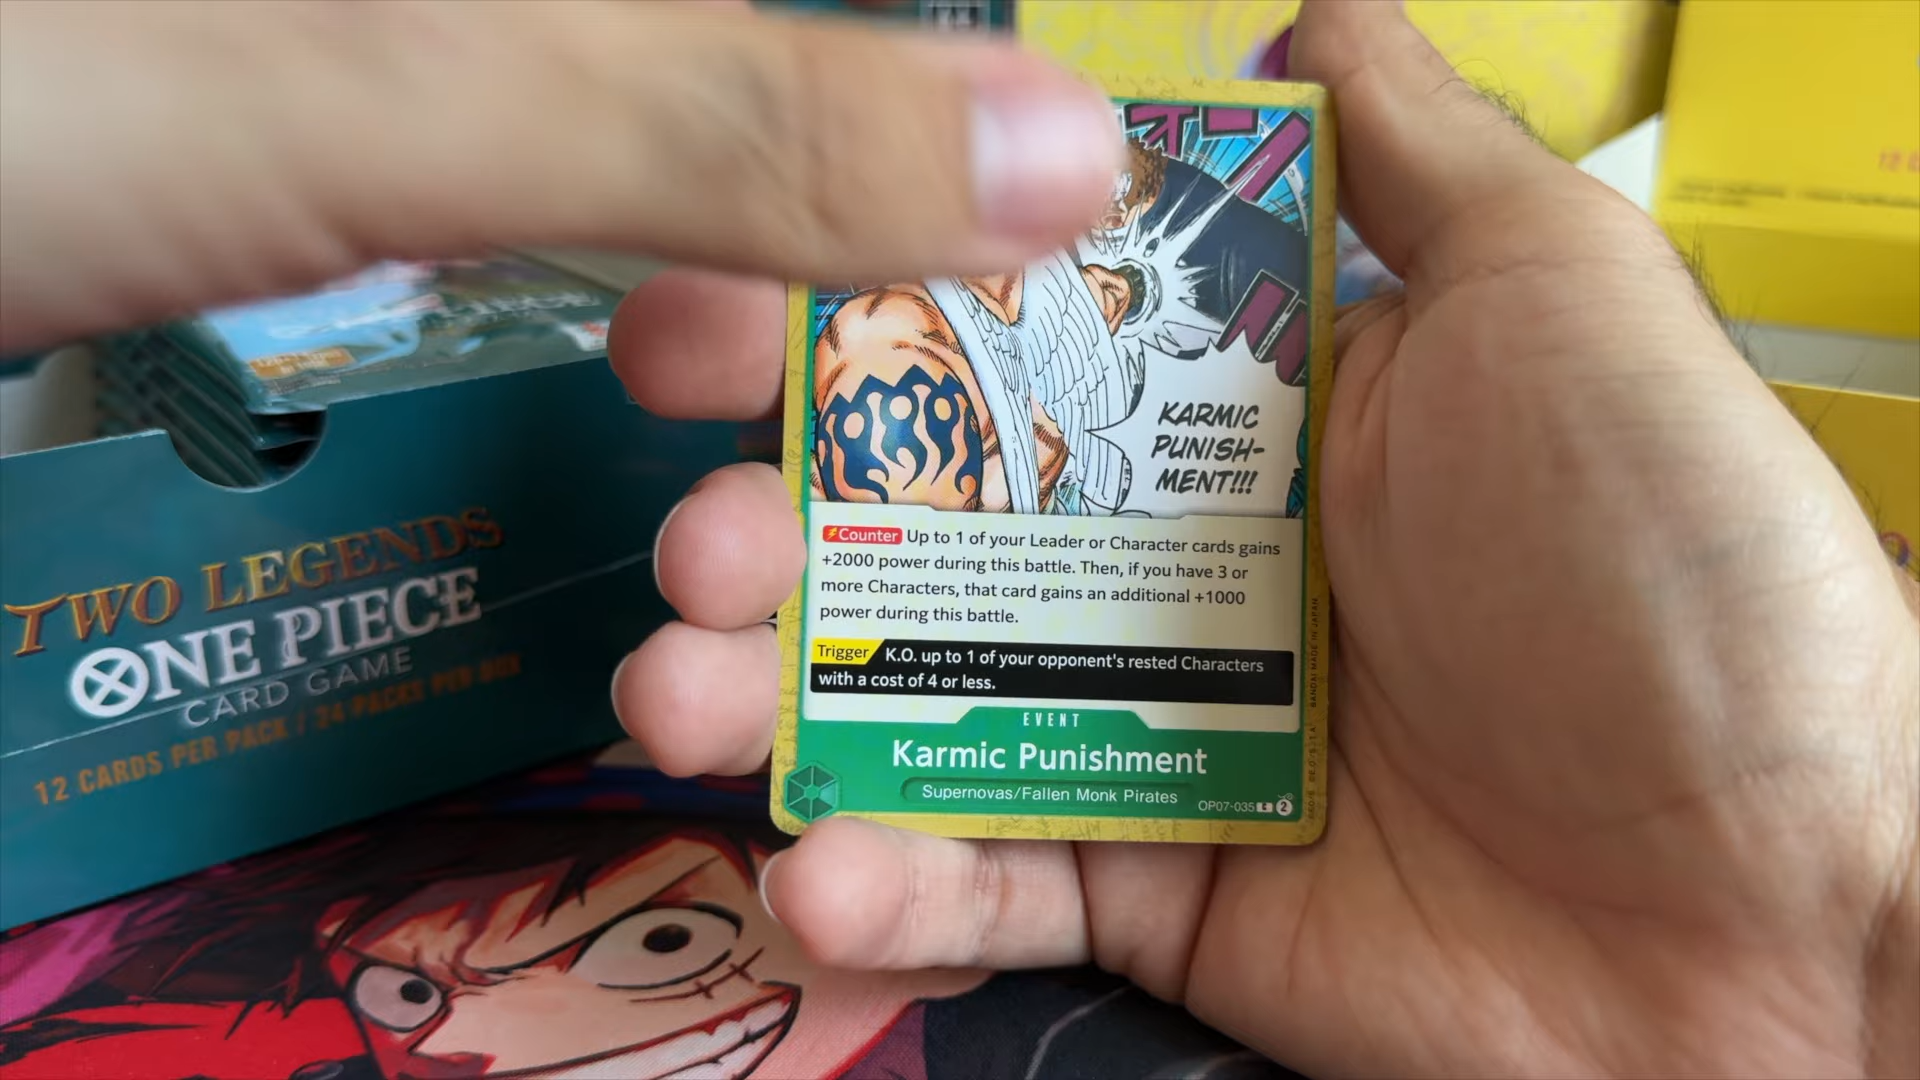 KARMIC
PUNISH-
MENT!!!
Counter Up to 1 of your Leader or Character cards gains
+2000 power during this battle. Then, if you have 3 or
more Characters, that card gains an additional +1000
power during this battle.
Trigger K.O. up to 1 of your opponent's rested Characters
with a cost of 4 or less.
EVENT
Karmic Punishment
Supernovas/Fallen Monk Pirates
OP07-035 C 2
BANDAI MADE IN JAPAN
TWO LEGENDS
ONE PIECE
CARD GAME
12 CARDS PER PACK / 24 PACKS PER BOX